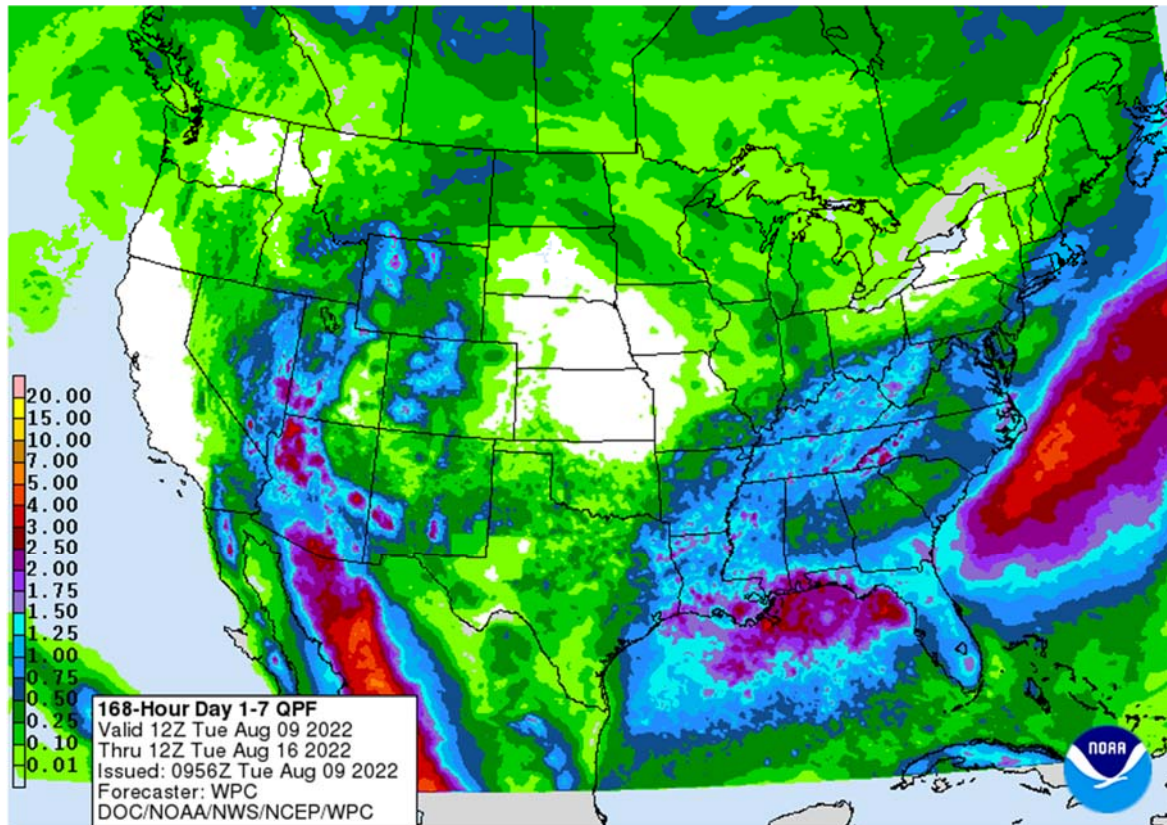 20.00
15.00
10.00
7.00
5.00
4.00
3.00
2.50
2.00
1.75
1.50
1.25
1.00
0.75
0.50
0.25
0.10
0.01
168-Hour Day 1-7 QPF
Valid 12Z Tue Aug 09 2022
Thru 12Z Tue Aug 16 2022
Issued: 0956Z Tue Aug 09 2022
Forecaster: WPC
DOC/NOAA/NWS/NCEP/WPC
NOAA